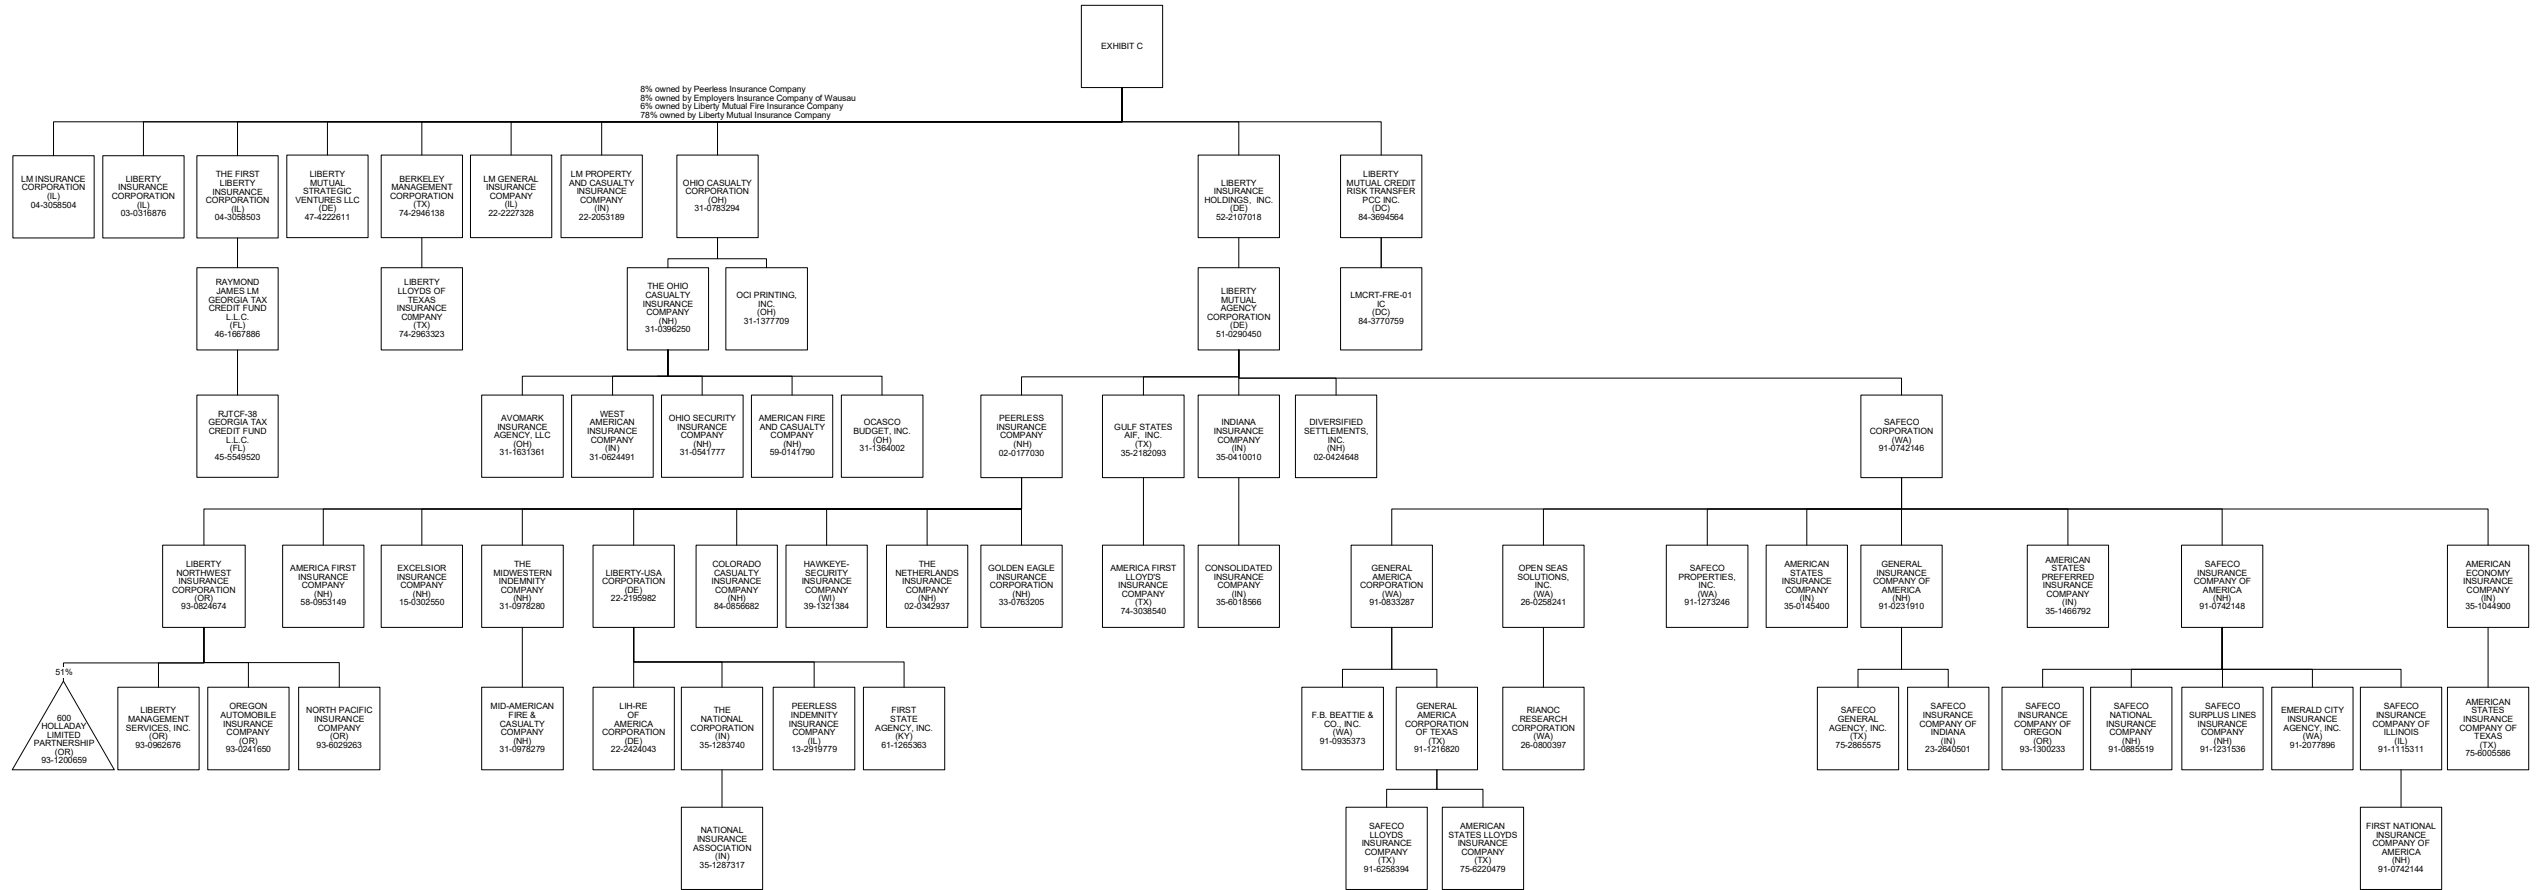 EXHIBIT C
8% owned by Peerless Insurance Company
8% owned by Employers Insurance Company of Wausau
6% owned by Liberty Mutual Fire Insurance Company
78% owned by Liberty Mutual Insurance Company
LM INSURANCE
CORPORATION
(IL)
04-3058504
LIBERTY
INSURANCE
CORPORATION
(IL)
03-0316876
THE FIRST
LIBERTY
INSURANCE
CORPORATION
(IL)
04-3058503
LIBERTY
MUTUAL
STRATEGIC
VENTURES LLC
(DE)
47-4222611
BERKELEY
MANAGEMENT
CORPORATION
(TX)
74-2946138
LM GENERAL
INSURANCE
COMPANY
(IL)
22-2227328
LM PROPERTY
AND CASUALTY
INSURANCE
COMPANY
(IN)
22-2053189
OHIO CASUALTY
CORPORATION
(OH)
31-0783294
LIBERTY
INSURANCE
HOLDINGS, INC.
(DE)
52-2107018
LIBERTY
MUTUAL CREDIT
RISK TRANSFER
PCC INC.
(DC)
84-3694564
RAYMOND
JAMES LM
GEORGIA TAX
CREDIT FUND
L.L.C.
(FL)
46-1667886
LIBERTY
LLOYDS OF
TEXAS
INSURANCE
C0MPANY
(TX)
74-2963323
THE OHIO
CASUALTY
INSURANCE
COMPANY
(NH)
31-0396250
OCI PRINTING,
INC.
(OH)
31-1377709
LIBERTY
MUTUAL
AGENCY
CORPORATION
(DE)
51-0290450
LMCRT-FRE-01
IC
(DC)
84-3770759
RJTCF-38
GEORGIA TAX
CREDIT FUND
L.L.C.
(FL)
45-5549520
AVOMARK
INSURANCE
AGENCY, LLC
(OH)
31-1631361
WEST
AMERICAN
INSURANCE
COMPANY
(IN)
31-0624491
OHIO SECURITY
INSURANCE
COMPANY
(NH)
31-0541777
AMERICAN FIRE
AND CASUALTY
COMPANY
(NH)
59-0141790
OCASCO
BUDGET, INC.
(OH)
31-1364002
PEERLESS
INSURANCE
COMPANY
(NH)
02-0177030
GULF STATES
AIF, INC.
(TX)
35-2182093
INDIANA
INSURANCE
COMPANY
(IN)
35-0410010
DIVERSIFIED
SETTLEMENTS,
INC.
(NH)
02-0424648
SAFECO
CORPORATION
(WA)
91-0742146
LIBERTY
NORTHWEST
INSURANCE
CORPORATION
(OR)
93-0824674
AMERICA FIRST
INSURANCE
COMPANY
(NH)
58-0953149
EXCELSIOR
INSURANCE
COMPANY
(NH)
15-0302550
THE
MIDWESTERN
INDEMNITY
COMPANY
(NH)
31-0978280
LIBERTY-USA
CORPORATION
(DE)
22-2195982
COLORADO
CASUALTY
INSURANCE
COMPANY
(NH)
84-0856682
HAWKEYE-
SECURITY
INSURANCE
COMPANY
(WI)
39-1321384
THE
NETHERLANDS
INSURANCE
COMPANY
(NH)
02-0342937
GOLDEN EAGLE
INSURANCE
CORPORATION
(NH)
33-0763205
AMERICA FIRST
LLOYD'S
INSURANCE
COMPANY
(TX)
74-3038540
CONSOLIDATED
INSURANCE
COMPANY
(IN)
35-6018566
GENERAL
AMERICA
CORPORATION
(WA)
91-0833287
OPEN SEAS
SOLUTIONS,
INC.
(WA)
26-0258241
SAFECO
PROPERTIES,
INC.
(WA)
91-1273246
AMERICAN
STATES
INSURANCE
COMPANY
(IN)
35-0145400
GENERAL
INSURANCE
COMPANY OF
AMERICA
(NH)
91-0231910
AMERICAN
STATES
PREFERRED
INSURANCE
COMPANY
(IN)
35-1466792
SAFECO
INSURANCE
COMPANY OF
AMERICA
(NH)
91-0742148
AMERICAN
ECONOMY
INSURANCE
COMPANY
(IN)
35-1044900
51%
600
HOLLADAY
LIMITED
PARTNERSHIP
(OR)
93-1200659
LIBERTY
MANAGEMENT
SERVICES, INC.
(OR)
93-0962676
OREGON
AUTOMOBILE
INSURANCE
COMPANY
(OR)
93-0241650
NORTH PACIFIC
INSURANCE
COMPANY
(OR)
93-6029263
MID-AMERICAN
FIRE &
CASUALTY
COMPANY
(NH)
31-0978279
LIH-RE
OF
AMERICA
CORPORATION
(DE)
22-2424043
THE
NATIONAL
CORPORATION
(IN)
35-1283740
PEERLESS
INDEMNITY
INSURANCE
COMPANY
(IL)
13-2919779
FIRST
STATE
AGENCY, INC.
(KY)
61-1265363
F.B. BEATTIE &
CO., INC.
(WA)
91-0935373
GENERAL
AMERICA
CORPORATION
OF TEXAS
(TX)
91-1216820
RIANOC
RESEARCH
CORPORATION
(WA)
26-0800397
SAFECO
GENERAL
AGENCY, INC.
(TX)
75-2865575
SAFECO
INSURANCE
COMPANY OF
INDIANA
(IN)
23-2640501
SAFECO
INSURANCE
COMPANY OF
OREGON
(OR)
93-1300233
SAFECO
NATIONAL
INSURANCE
COMPANY
(NH)
91-0885519
SAFECO
SURPLUS LINES
INSURANCE
COMPANY
(NH)
91-1231536
EMERALD CITY
INSURANCE
AGENCY, INC.
(WA)
91-2077896
SAFECO
INSURANCE
COMPANY OF
ILLINOIS
(IL)
91-1115311
AMERICAN
STATES
INSURANCE
COMPANY OF
TEXAS
(TX)
75-6005586
NATIONAL
INSURANCE
ASSOCIATION
(IN)
35-1287317
SAFECO
LLOYDS
INSURANCE
COMPANY
(TX)
91-6258394
AMERICAN
STATES LLOYDS
INSURANCE
COMPANY
(TX)
75-6220479
FIRST NATIONAL
INSURANCE
COMPANY OF
AMERICA
(NH)
91-0742144